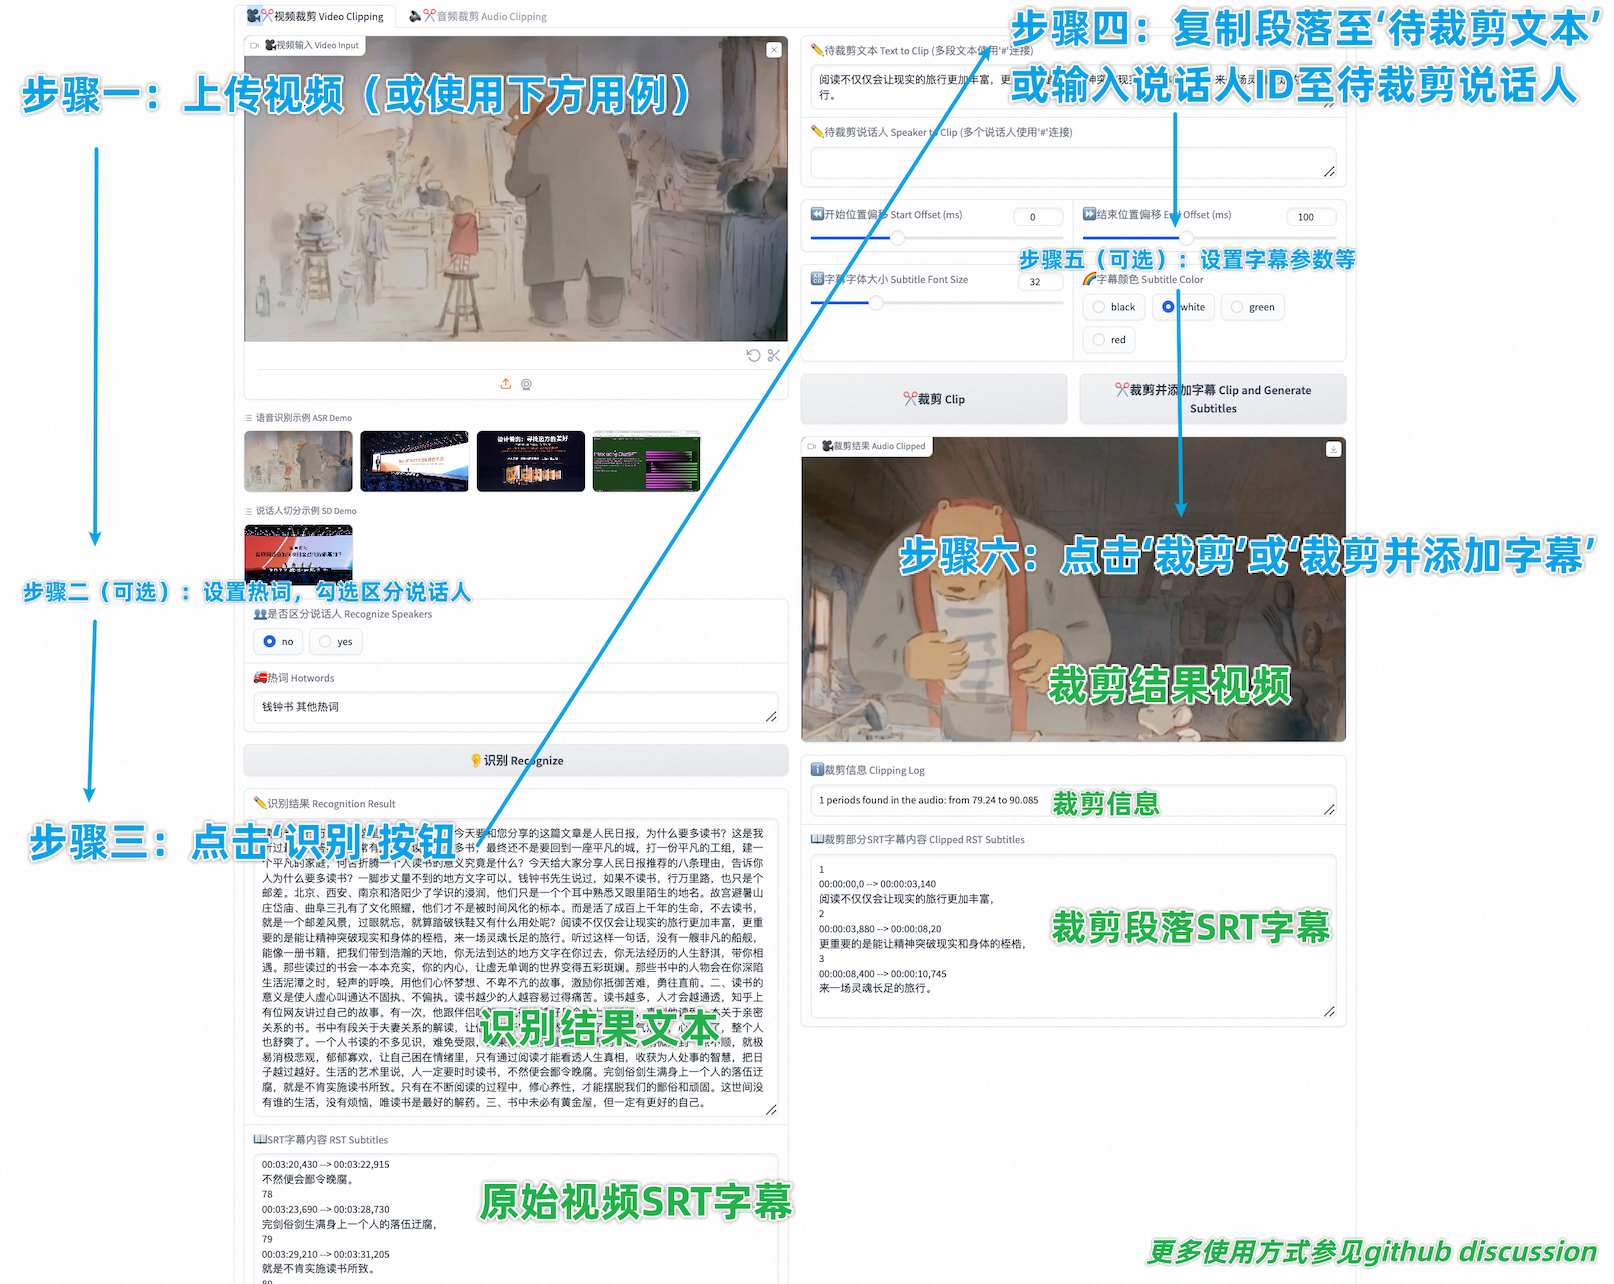 视频裁剪 Video Clipping
音频裁剪 Audio Clipping
视频输入 Video Input
步骤一：上传视频（或使用下方用例）
语音识别示例 ASR Demo
说话人切分示例 SD Demo
步骤二（可选）：设置热词，勾选区分说话人
是否区分说话人 Recognize Speakers
no
yes
热词 Hotwords
钱钟书 其他热词
识别 Recognize
步骤三：点击‘识别’按钮
识别结果 Recognition Result
今天要和您分享的这篇文章是人民日报，为什么要多读书？这是我
多书，最终还不是要回到一座平凡的城，打一份平凡的工组，建一
个平凡的家庭，何苦折腾一个人读书的意义究竟是什么？今天给大家分享人民日报推荐的八条理由，告诉你
人为什么要多读书？一脚步丈量不到的地方文字可以。钱钟书先生说过，如果不读书，行万里路，也只是个
邮差。北京、西安、南京和洛阳少了学识的浸润，他们只是一个个耳中熟悉又眼里陌生的地名。故宫避暑山
庄岱庙、曲阜三孔有了文化照耀，他们才不是被时间风化的标本。而是活了成百上千年的生命，不去读书，
就是一个邮差风景，过眼就忘，就算踏破铁鞋又有什么用处呢？阅读不仅仅会让现实的旅行更加丰富，更重
要的是能让精神突破现实和身体的桎梏，来一场灵魂长足的旅行。听过这样一句话，没有一艘非凡的船舰，
能像一册书籍，把我们带到浩瀚的天地，你无法到达的地方文字在你过去，你无法经历的人生舒淇，带你相
遇。那些读过的书会一本本充实，你的内心，让虚无单调的世界变得五彩斑斓。那些书中的人物会在你深陷
生活泥潭之时，轻声的呼唤，用他们心怀梦想、不卑不亢的故事，激励你抵御苦难，勇往直前。二、读书的
意义是使人虚心叫通达不固执、不偏执。读书越少的人越容易过得痛苦。读书越多，人才会越通透，知乎上
有位网友讲过自己的故事。有一次，他跟伴侣 本关于亲密
关系的书。书中有段关于夫妻关系的解读，让 整个人
也舒爽了。一个人书读的不多见识，难免受限， 不顺，就极
易消极悲观，郁郁寡欢，让自己困在情绪里，只有通过阅读才能看透人生真相，收获为人处事的智慧，把日
子越过越好。生活的艺术里说，人一定要时时读书，不然便会鄙令晚腐。完剑俗剑生满身上一个人的落伍迂
腐，就是不肯实施读书所致。只有在不断阅读的过程中，修心养性，才能摆脱我们的鄙俗和顽固。这世间没
有谁的生活，没有烦恼，唯读书是最好的解药。三、书中未必有黄金屋，但一定有更好的自己。
识别结果文本
SRT字幕内容 RST Subtitles
00:03:20,430 --> 00:03:22,915
不然便会鄙令晚腐。
78
00:03:23,690 --> 00:03:28,730
完剑俗剑生满身上一个人的落伍迂腐，
79
00:03:29,210 --> 00:03:31,205
就是不肯实施读书所致。
80
原始视频SRT字幕
步骤四：复制段落至‘待裁剪文本’
或输入说话人ID至待裁剪说话人
待裁剪文本 Text to Clip (多段文本使用'#'连接)
阅读不仅仅会让现实的旅行更加丰富，更
行。
待裁剪说话人 Speaker to Clip (多个说话人使用'#'连接)
开始位置偏移 Start Offset (ms)
0
结束位置偏移 End Offset (ms)
100
步骤五（可选）：设置字幕参数等
字幕字体大小 Subtitle Font Size
32
字幕颜色 Subtitle Color
black
white
green
red
裁剪 Clip
裁剪并添加字幕 Clip and Generate
Subtitles
裁剪结果 Audio Clipped
步骤六：点击‘裁剪’或‘裁剪并添加字幕’
裁剪结果视频
裁剪信息 Clipping Log
1 periods found in the audio: from 79.24 to 90.085
裁剪信息
裁剪部分SRT字幕内容 Clipped RST Subtitles
1
00:00:00,0 --> 00:00:03,140
阅读不仅仅会让现实的旅行更加丰富，
2
00:00:03,880 --> 00:00:08,20
更重要的是能让精神突破现实和身体的桎梏，
3
00:00:08,400 --> 00:00:10,745
来一场灵魂长足的旅行。
裁剪段落SRT字幕
更多使用方式参见github discussion